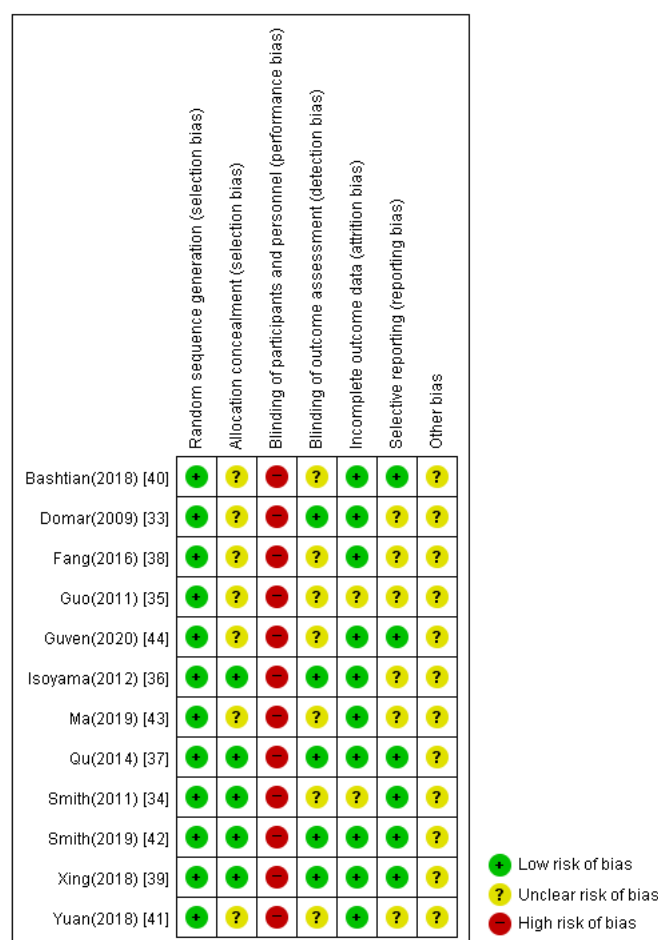 Random sequence generation (selection bias)
Allocation concealment (selection bias)
Blinding of participants and personnel (performance bias)
Blinding of outcome assessment (detection bias)
Incomplete outcome data (attrition bias)
Selective reporting (reporting bias)
Other bias
Bashtian(2018) [40] + ? − ? + + ?
Domar(2009) [33] + ? − + + ? ?
Fang(2016) [38] + ? − ? + ? ?
Guo(2011) [35] + ? − ? ? ? ?
Guven(2020) [44] + ? − ? + + ?
Isoyama(2012) [36] + + − + + ? ?
Ma(2019) [43] + ? − ? + ? ?
Qu(2014) [37] + + − + + + ?
Smith(2011) [34] + + − ? ? + ?
Smith(2019) [42] + + − + + + ?
Xing(2018) [39] + + − + + + ?
Yuan(2018) [41] + ? − ? + ? ?
+ Low risk of bias
? Unclear risk of bias
− High risk of bias